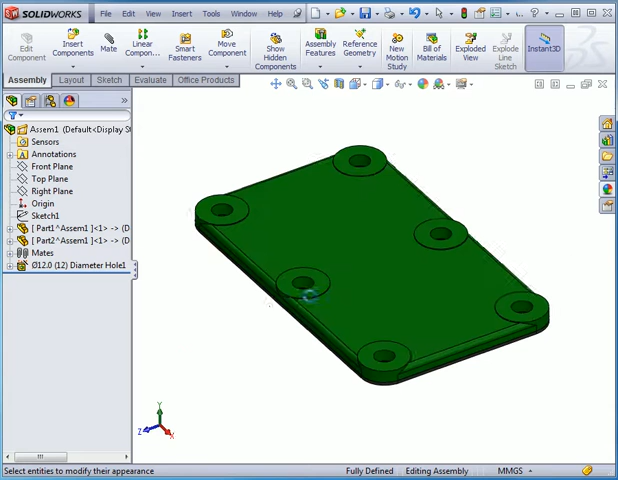 SOLIDWORKS File Edit View Insert Tools Window Help
Edit Component
Insert Components
Mate
Linear Compon...
Smart Fasteners
Move Component
Show Hidden Components
Assembly Features
Reference Geometry
New Motion Study
Bill of Materials
Exploded View
Explode Line Sketch
Instant3D
Assembly Layout Sketch Evaluate Office Products
Assem1 (Default<Display St
Sensors
Annotations
Front Plane
Top Plane
Right Plane
Origin
Sketch1
[ Part1^Assem1 ]<1> -> (D
[ Part2^Assem1 ]<1> -> (D
Mates
Ø12.0 (12) Diameter Hole1
Y
Z X
Select entities to modify their appearance Fully Defined Editing Assembly MMGS